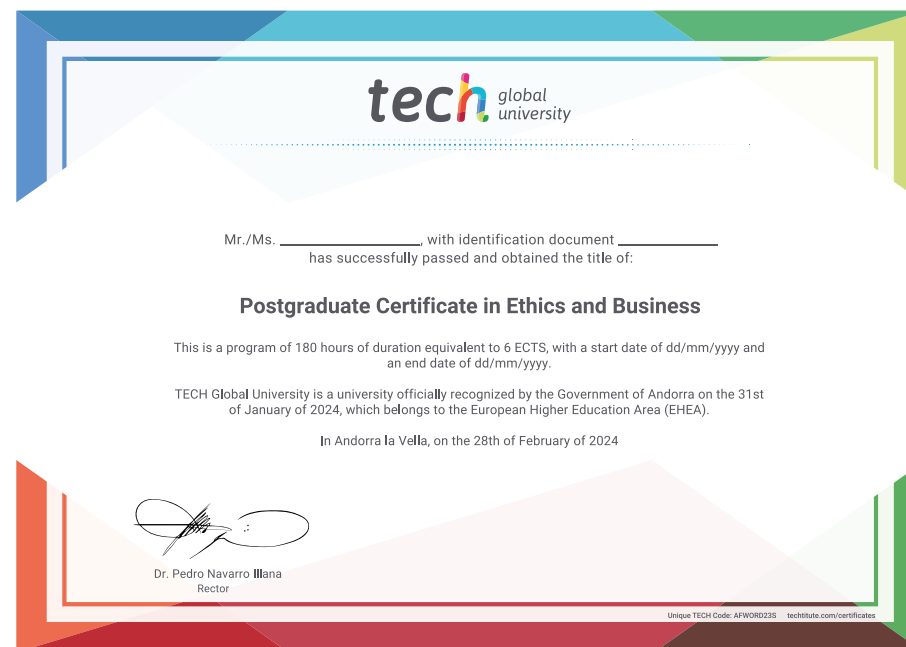 tech global university
Mr./Ms. ____________, with identification document ____________
has successfully passed and obtained the title of:
Postgraduate Certificate in Ethics and Business
This is a program of 180 hours of duration equivalent to 6 ECTS, with a start date of dd/mm/yyyy and
an end date of dd/mm/yyyy.
TECH Global University is a university officially recognized by the Government of Andorra on the 31st
of January of 2024, which belongs to the European Higher Education Area (EHEA).
In Andorra la Vella, on the 28th of February of 2024
Dr. Pedro Navarro Illana
Rector
Unique TECH Code: AFWORD23S techtitute.com/certificates